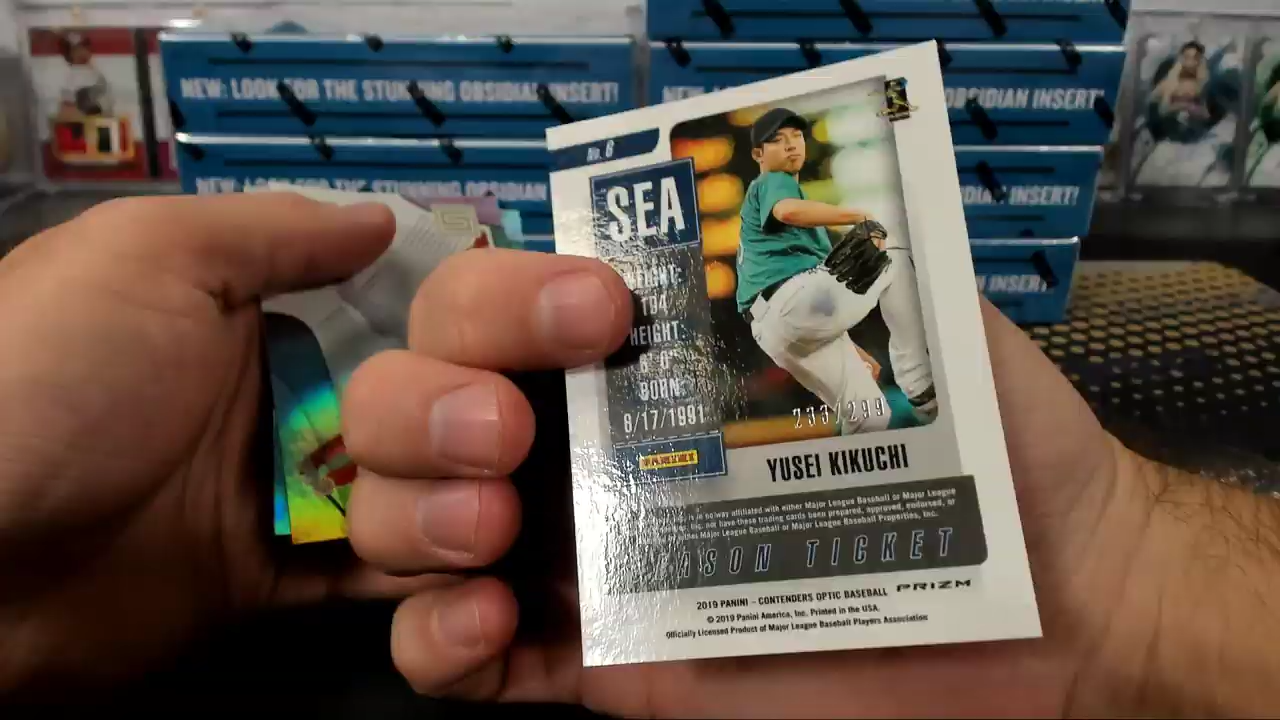 NEW: LOOK FOR THE STUNNING OBSIDIAN INSERT!
NEW:
OBSIDIAN INSERT!
NEW: LOOK FOR THE STUNNING OBSIDIAN
INSERT!
INSERT!
No. 6
SEA
194
HEIGHT:
6' 0"
BORN:
8/17/1991
PANINI
233/299
YUSEI KIKUCHI
is in no way affiliated with either Major League Baseball or Major League
Inc. nor have these trading cards been prepared, approved, endorsed, or
either Major League Baseball or Major League Baseball Properties, Inc.
TICKET
2019 PANINI – CONTENDERS OPTIC BASEBALL PRIZM
© 2019 Panini America, Inc. Printed in the USA.
Officially Licensed Product of Major League Baseball Players Association